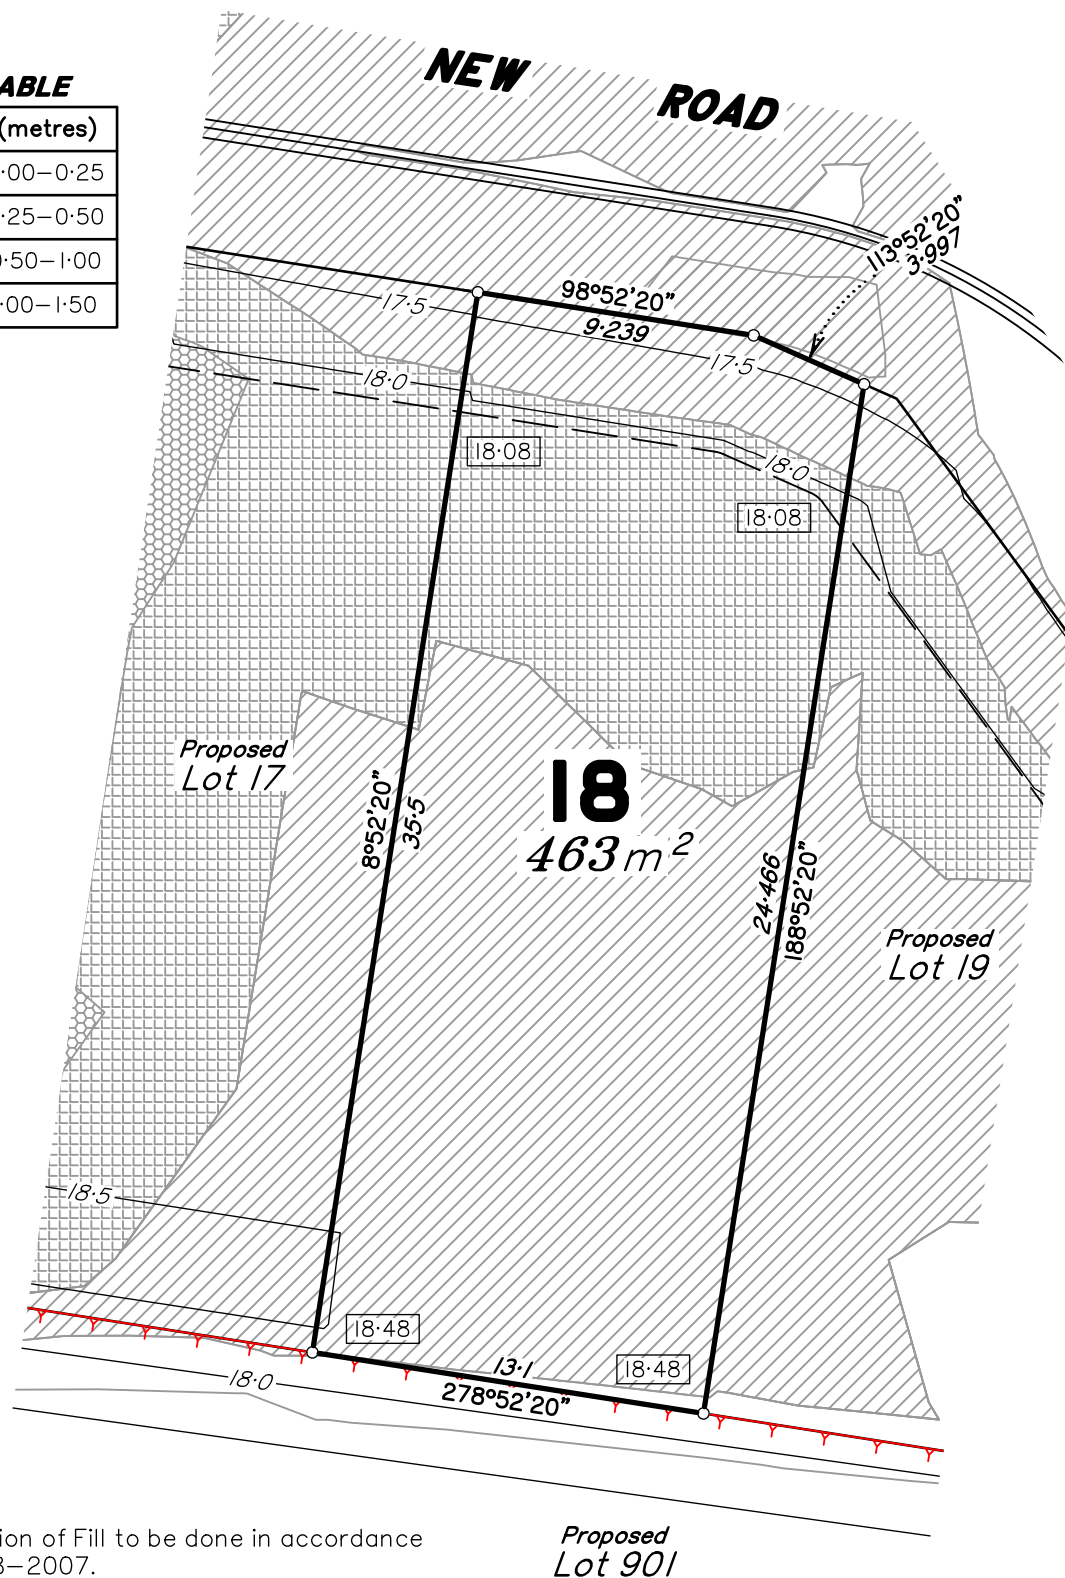 NEW ROAD
ABLE
(metres)
·00–0·25
·25–0·50
·50–1·00
·00–1·50
113°52'20"
3·997
98°52'20"
9·239
17·5
17·5
18·0
18·0
18·08
18·08
Proposed
Lot 17
8°52'20"
35·5
18
463 m²
24·466
188°52'20"
Proposed
Lot 19
18·5
18·48
18·48
18·0
13·1
278°52'20"
ion of Fill to be done in accordance
–2007.
Proposed
Lot 901